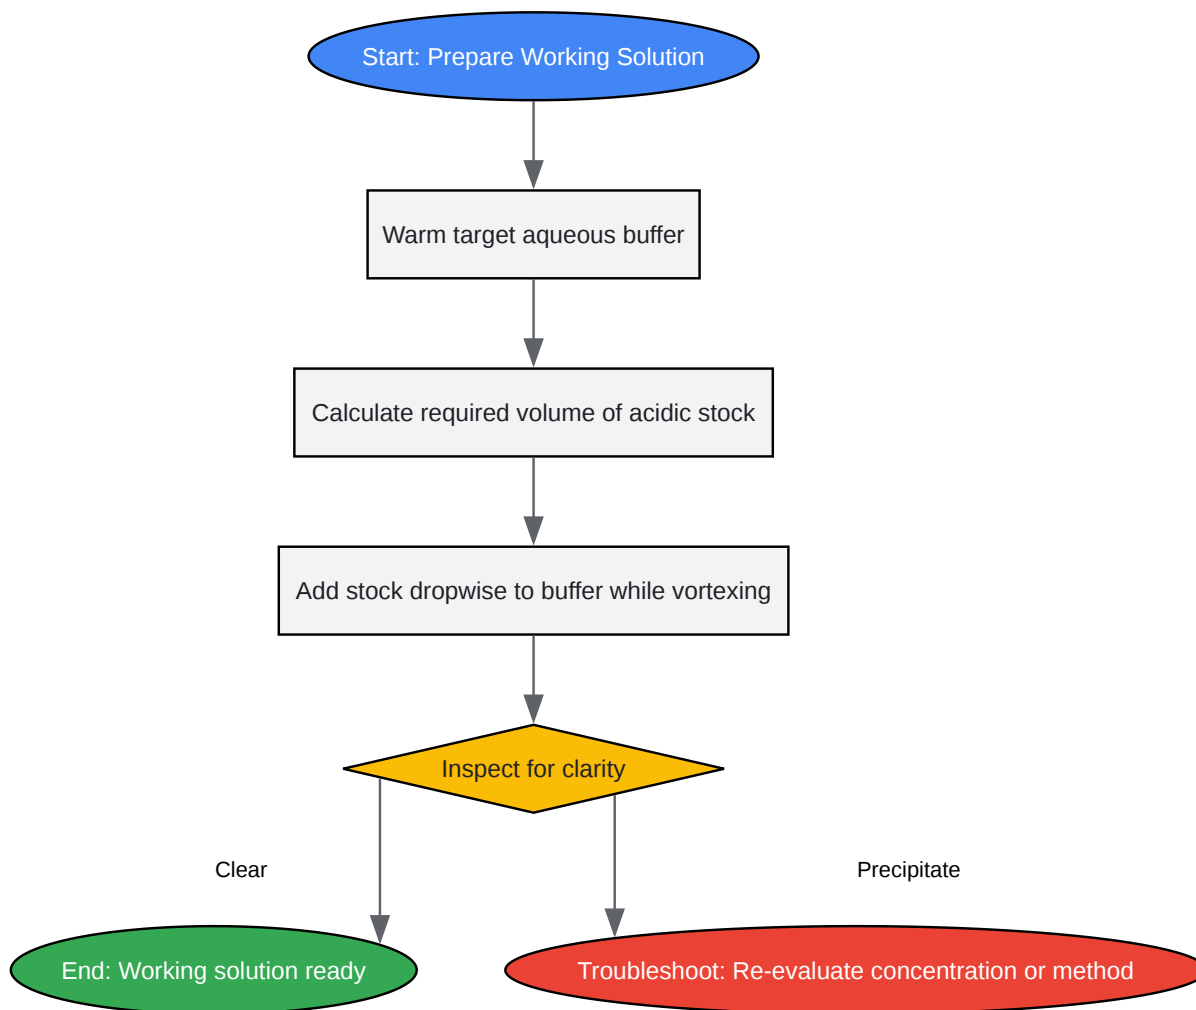 Start: Prepare Working Solution
Warm target aqueous buffer
Calculate required volume of acidic stock
Add stock dropwise to buffer while vortexing
Inspect for clarity
Clear
Precipitate
End: Working solution ready
Troubleshoot: Re-evaluate concentration or method